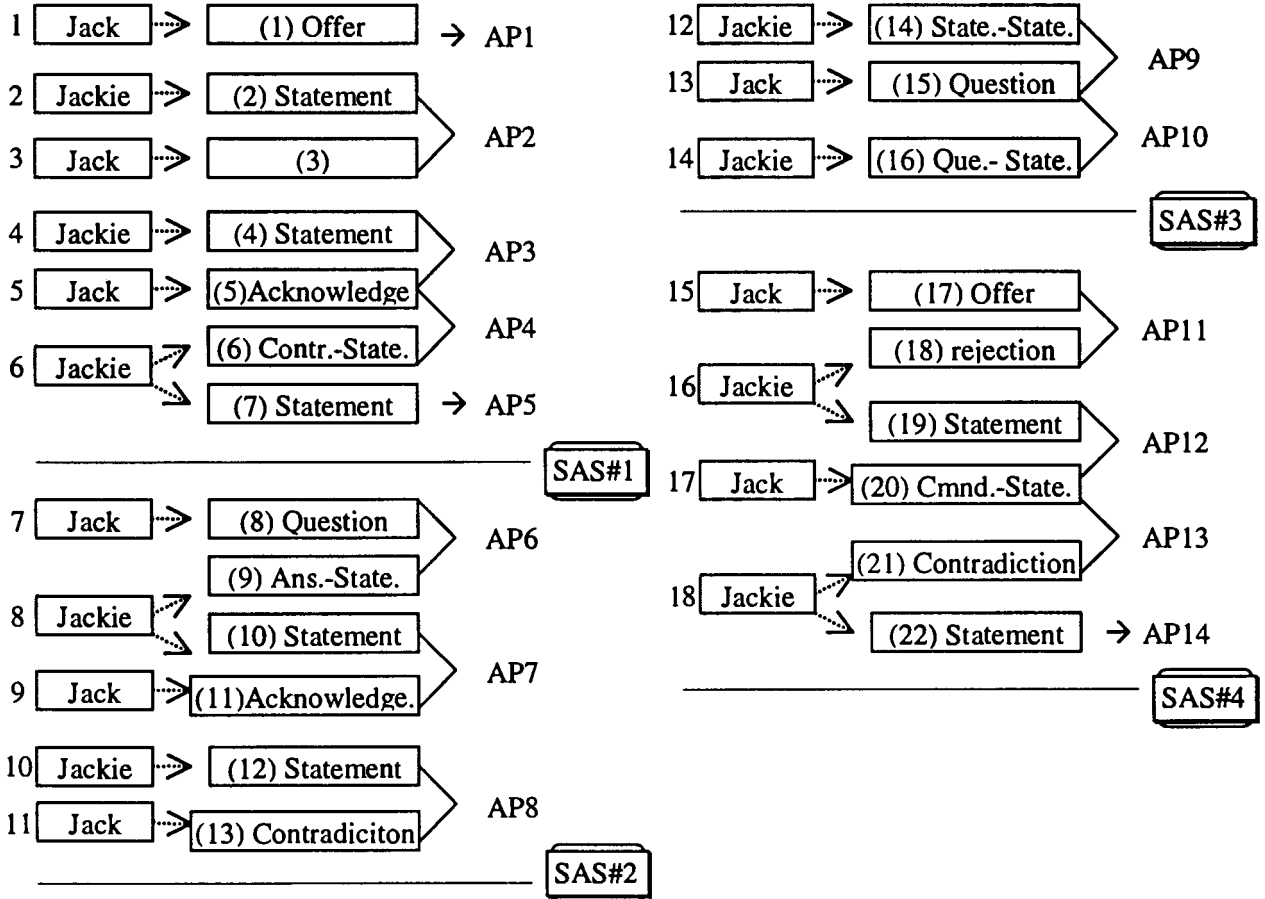 1 Jack (1) Offer → AP1
2 Jackie (2) Statement
AP2
3 Jack (3)
4 Jackie (4) Statement
AP3
5 Jack (5)Acknowledge
AP4
(6) Contr.-State.
6 Jackie
(7) Statement → AP5
SAS#1
7 Jack (8) Question
AP6
(9) Ans.-State.
8 Jackie
(10) Statement
AP7
9 Jack (11)Acknowledge.
10 Jackie (12) Statement
AP8
11 Jack (13) Contradiciton
SAS#2
12 Jackie (14) State.-State.
AP9
13 Jack (15) Question
AP10
14 Jackie (16) Que.- State.
SAS#3
15 Jack (17) Offer
AP11
(18) rejection
16 Jackie
(19) Statement
AP12
17 Jack (20) Cmnd.-State.
AP13
(21) Contradiction
18 Jackie
(22) Statement → AP14
SAS#4